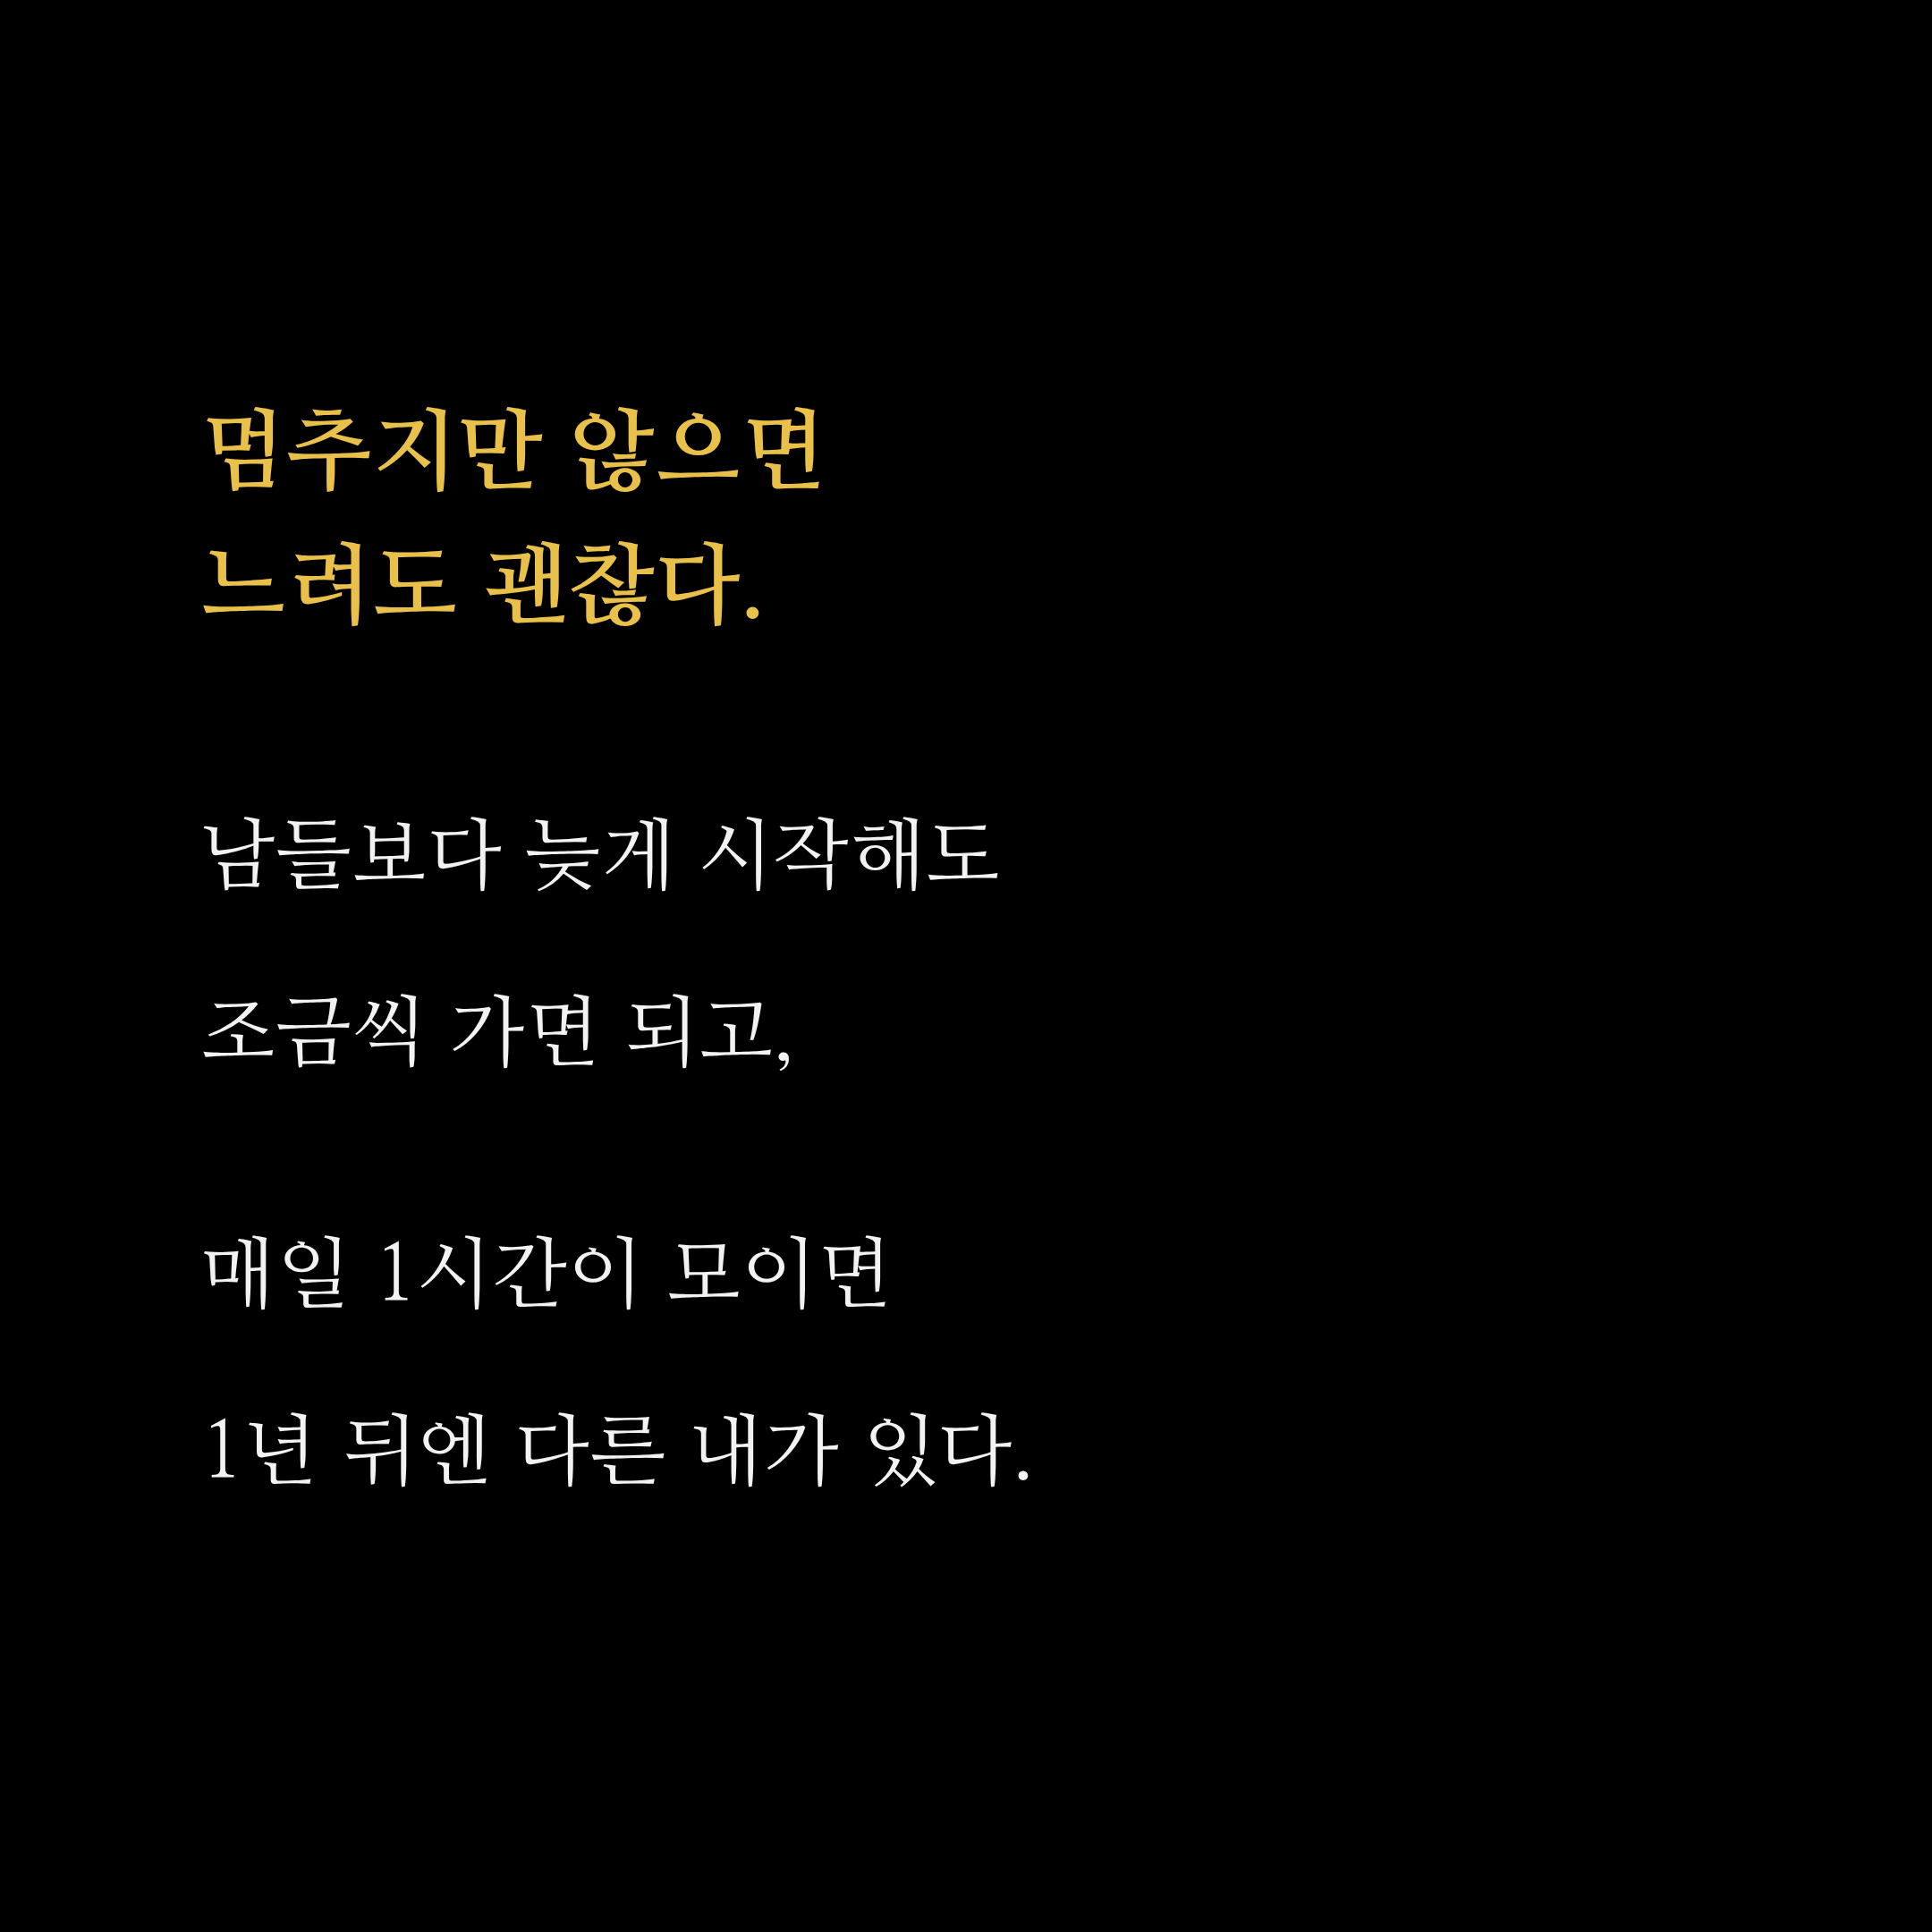 멈추지만 않으면
느려도 괜찮다.
남들보다 늦게 시작해도
조금씩 가면 되고,
매일 1시간이 모이면
1년 뒤엔 다른 내가 있다.